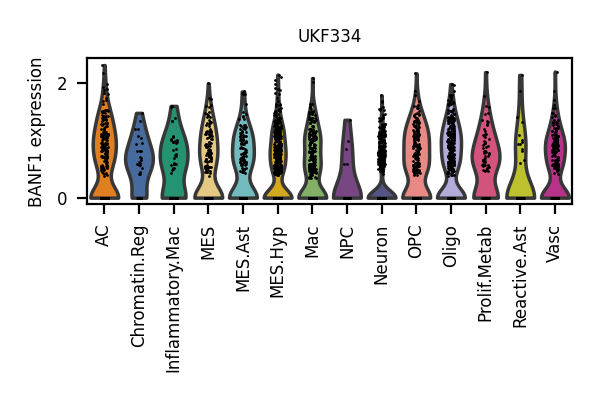 UKF334
BANF1 expression
2
0
AC
Chromatin.Reg
Inflammatory.Mac
MES
MES.Ast
MES.Hyp
Mac
NPC
Neuron
OPC
Oligo
Prolif.Metab
Reactive.Ast
Vasc